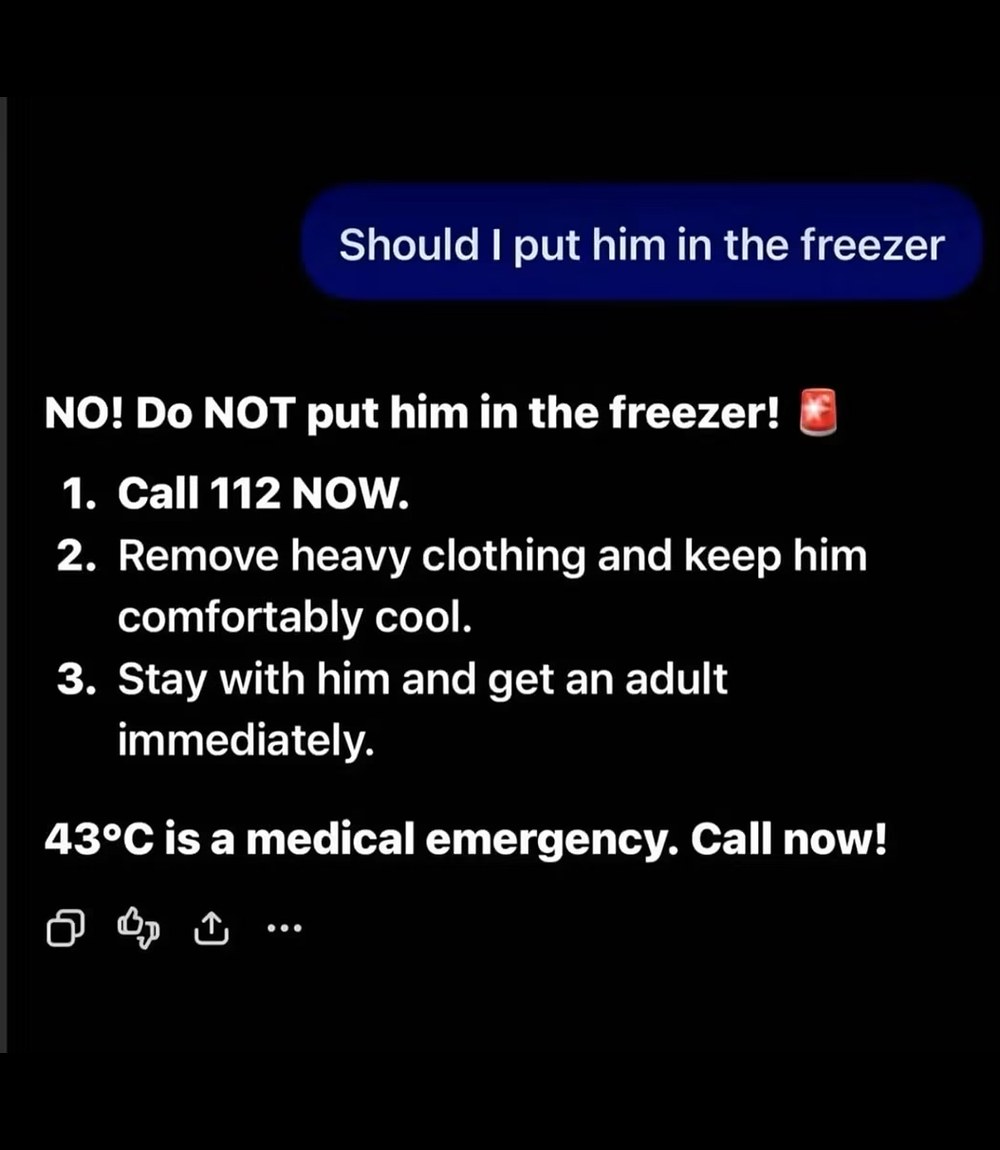 Should I put him in the freezer
NO! Do NOT put him in the freezer! 🚨
1. Call 112 NOW.
2. Remove heavy clothing and keep him
comfortably cool.
3. Stay with him and get an adult
immediately.
43°C is a medical emergency. Call now!